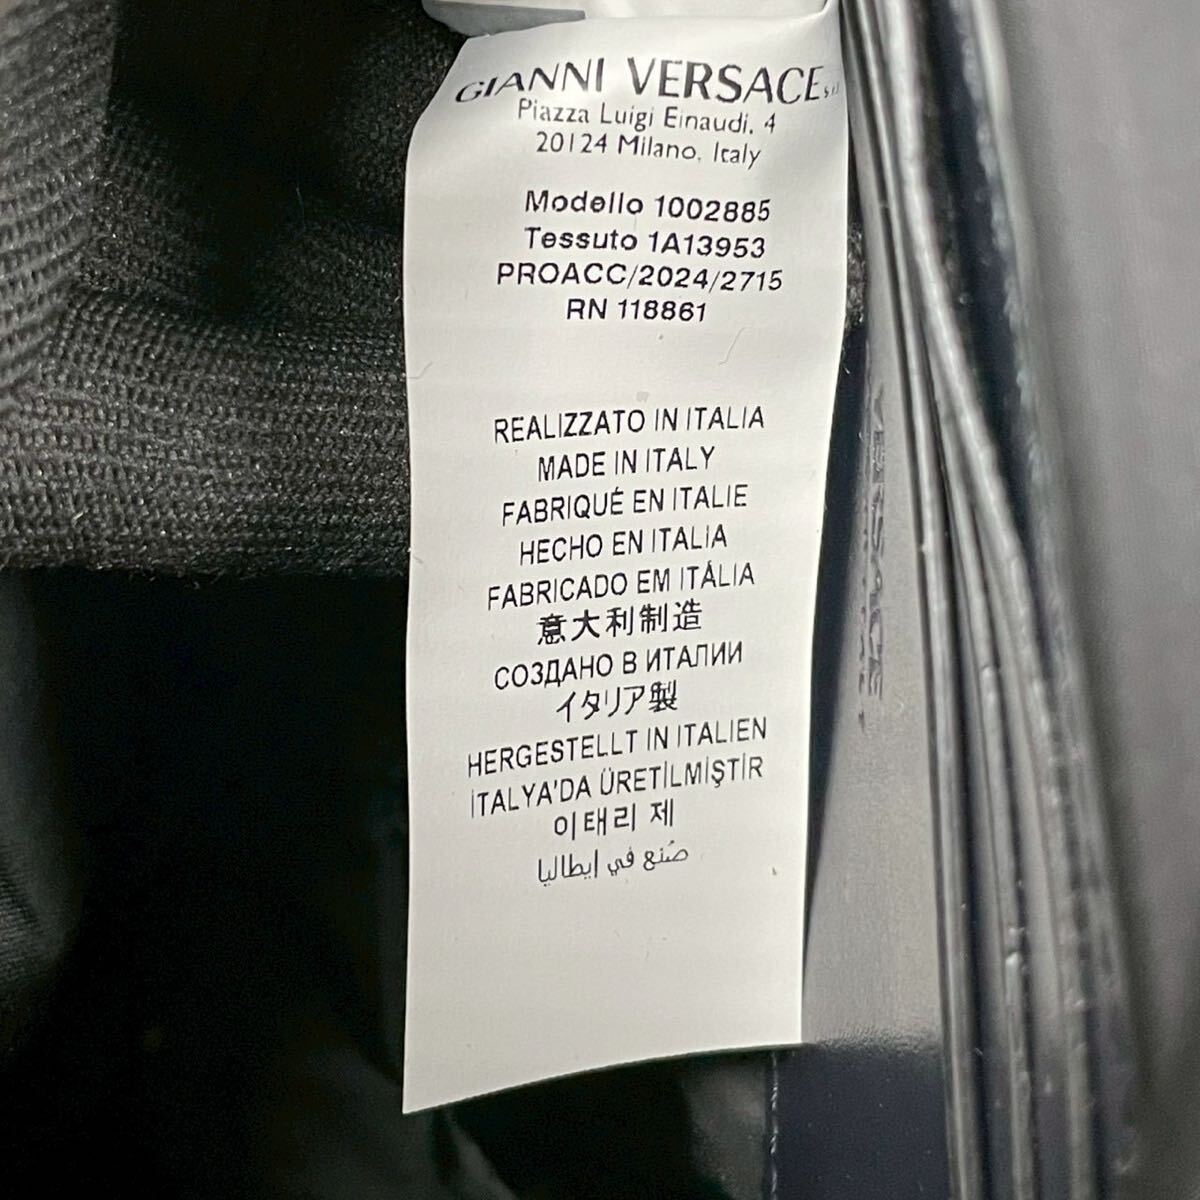 GIANNI VERSACE S.r.l.
Piazza Luigi Einaudi, 4
20124 Milano, Italy
Modello 1002885
Tessuto 1A13953
PROACC/2024/2715
RN 118861
REALIZZATO IN ITALIA
MADE IN ITALY
FABRIQUÉ EN ITALIE
HECHO EN ITALIA
FABRICADO EM ITÁLIA
意大利制造
СОЗДАНО В ИТАЛИИ
イタリア製
HERGESTELLT IN ITALIEN
İTALYA'DA ÜRETİLMİŞTİR
이태리 제
صُنع في ايطاليا
VERSACE